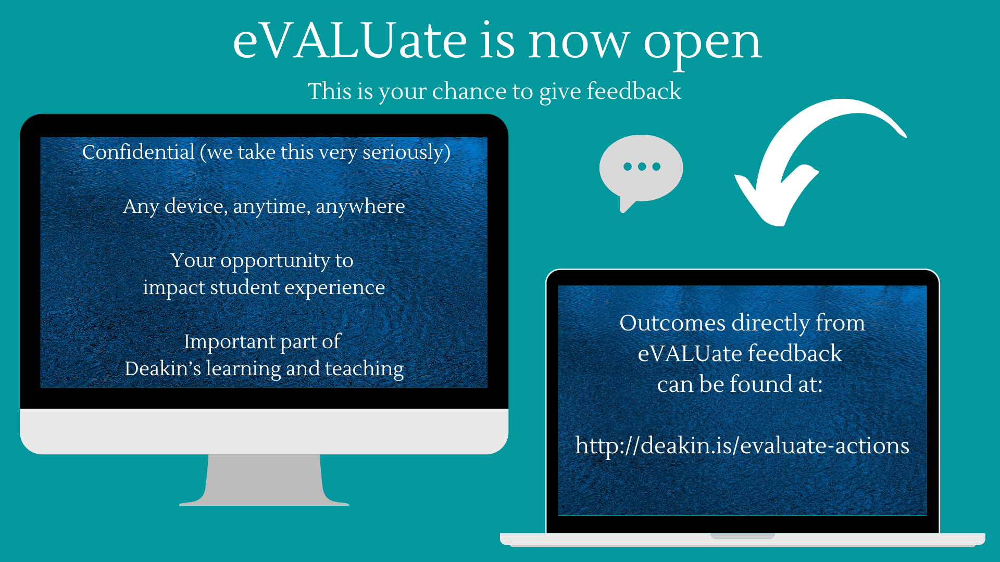 eVALUate is now open
This is your chance to give feedback
Confidential (we take this very seriously)
Any device, anytime, anywhere
Your opportunity to
impact student experience
Important part of
Deakin’s learning and teaching
Outcomes directly from
eVALUate feedback
can be found at:
http://deakin.is/evaluate-actions